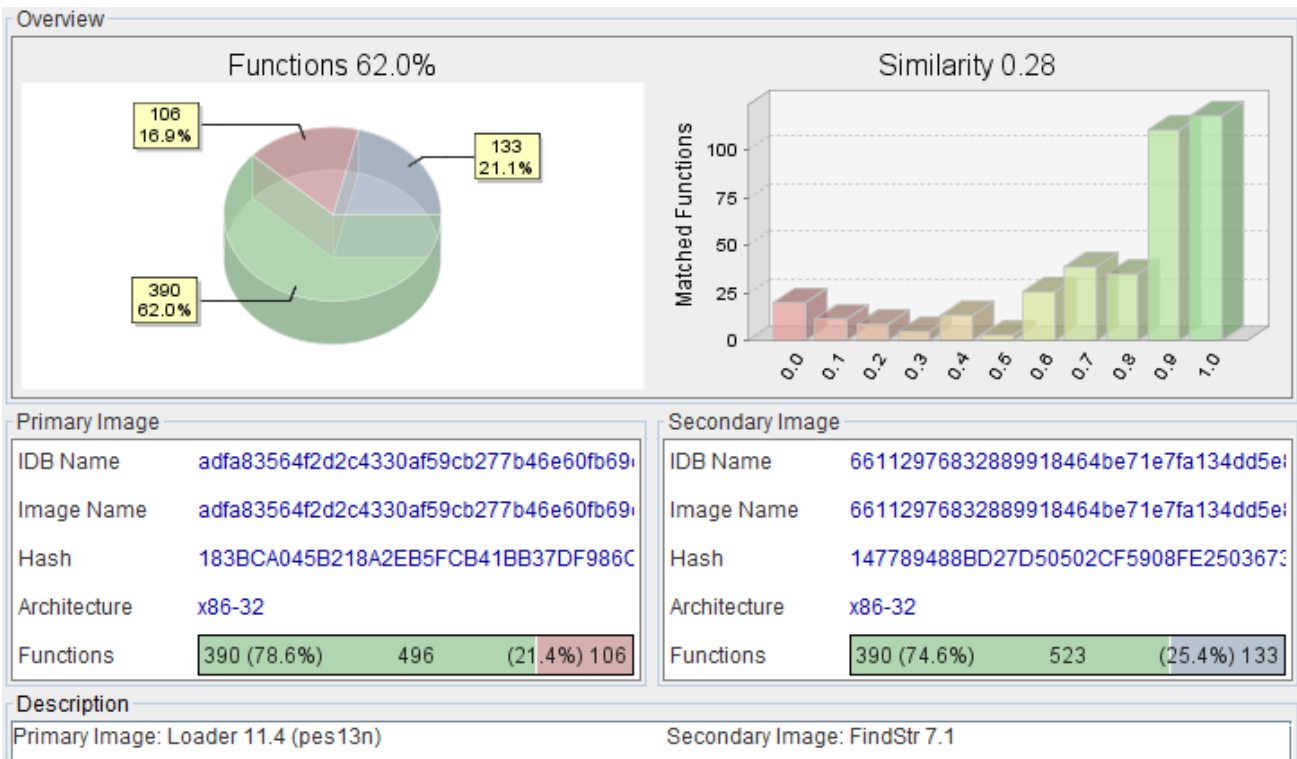 Overview
Functions 62.0%
106
16.9%
133
21.1%
390
62.0%
Similarity 0.28
Matched Functions
100
75
50
25
0
0.0 0.1 0.2 0.3 0.4 0.5 0.6 0.7 0.8 0.9 1.0
Primary Image
IDB Name adfa83564f2d2c4330af59cb277b46e60fb69
Image Name adfa83564f2d2c4330af59cb277b46e60fb69
Hash 183BCA045B218A2EB5FCB41BB37DF986C
Architecture x86-32
Functions 390 (78.6%) 496 (21.4%) 106
Secondary Image
IDB Name 66112976832889918464be71e7fa134dd5e
Image Name 66112976832889918464be71e7fa134dd5e
Hash 147789488BD27D50502CF5908FE2503673
Architecture x86-32
Functions 390 (74.6%) 523 (25.4%) 133
Description
Primary Image: Loader 11.4 (pes13n) Secondary Image: FindStr 7.1